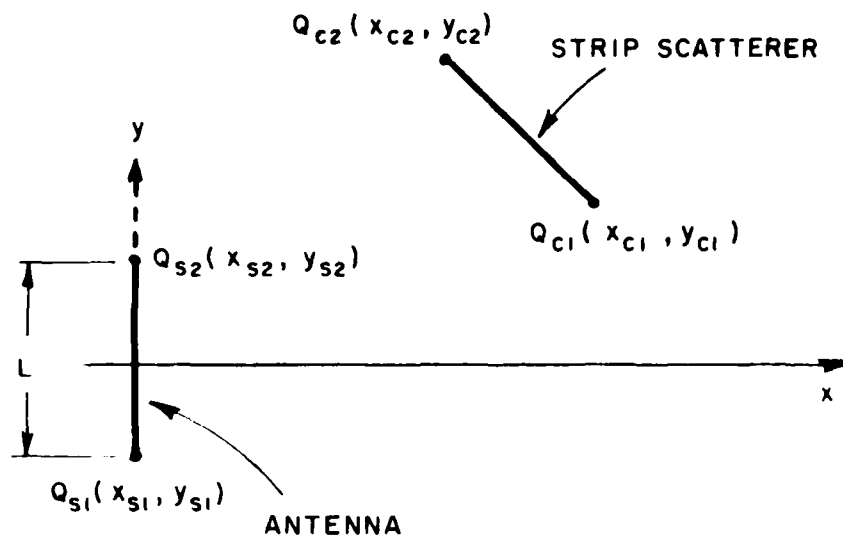 Q_C2 (x_C2, y_C2)
STRIP SCATTERER
y
Q_C1 (x_C1, y_C1)
Q_S2 (x_S2, y_S2)
L
x
Q_S1 (x_S1, y_S1)
ANTENNA